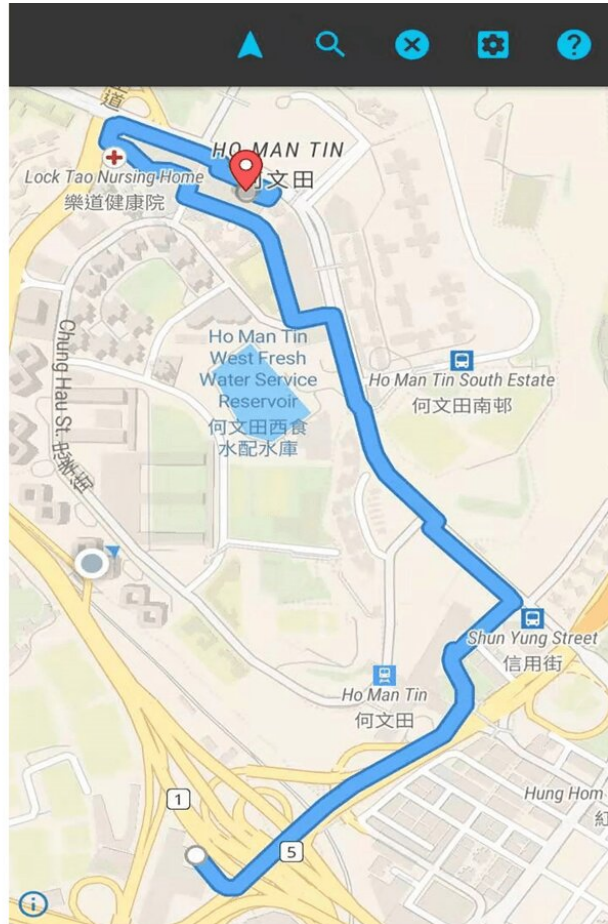 道
HO MAN TIN
何文田
Lock Tao Nursing Home
樂道健康院
Ho Man Tin
West Fresh
Water Service
Reservoir
何文田西食
水配水庫
Ho Man Tin South Estate
何文田南邨
Chung Hau St.
Shun Yung Street
信用街
Ho Man Tin
何文田
Hung Hom
紅
1
5